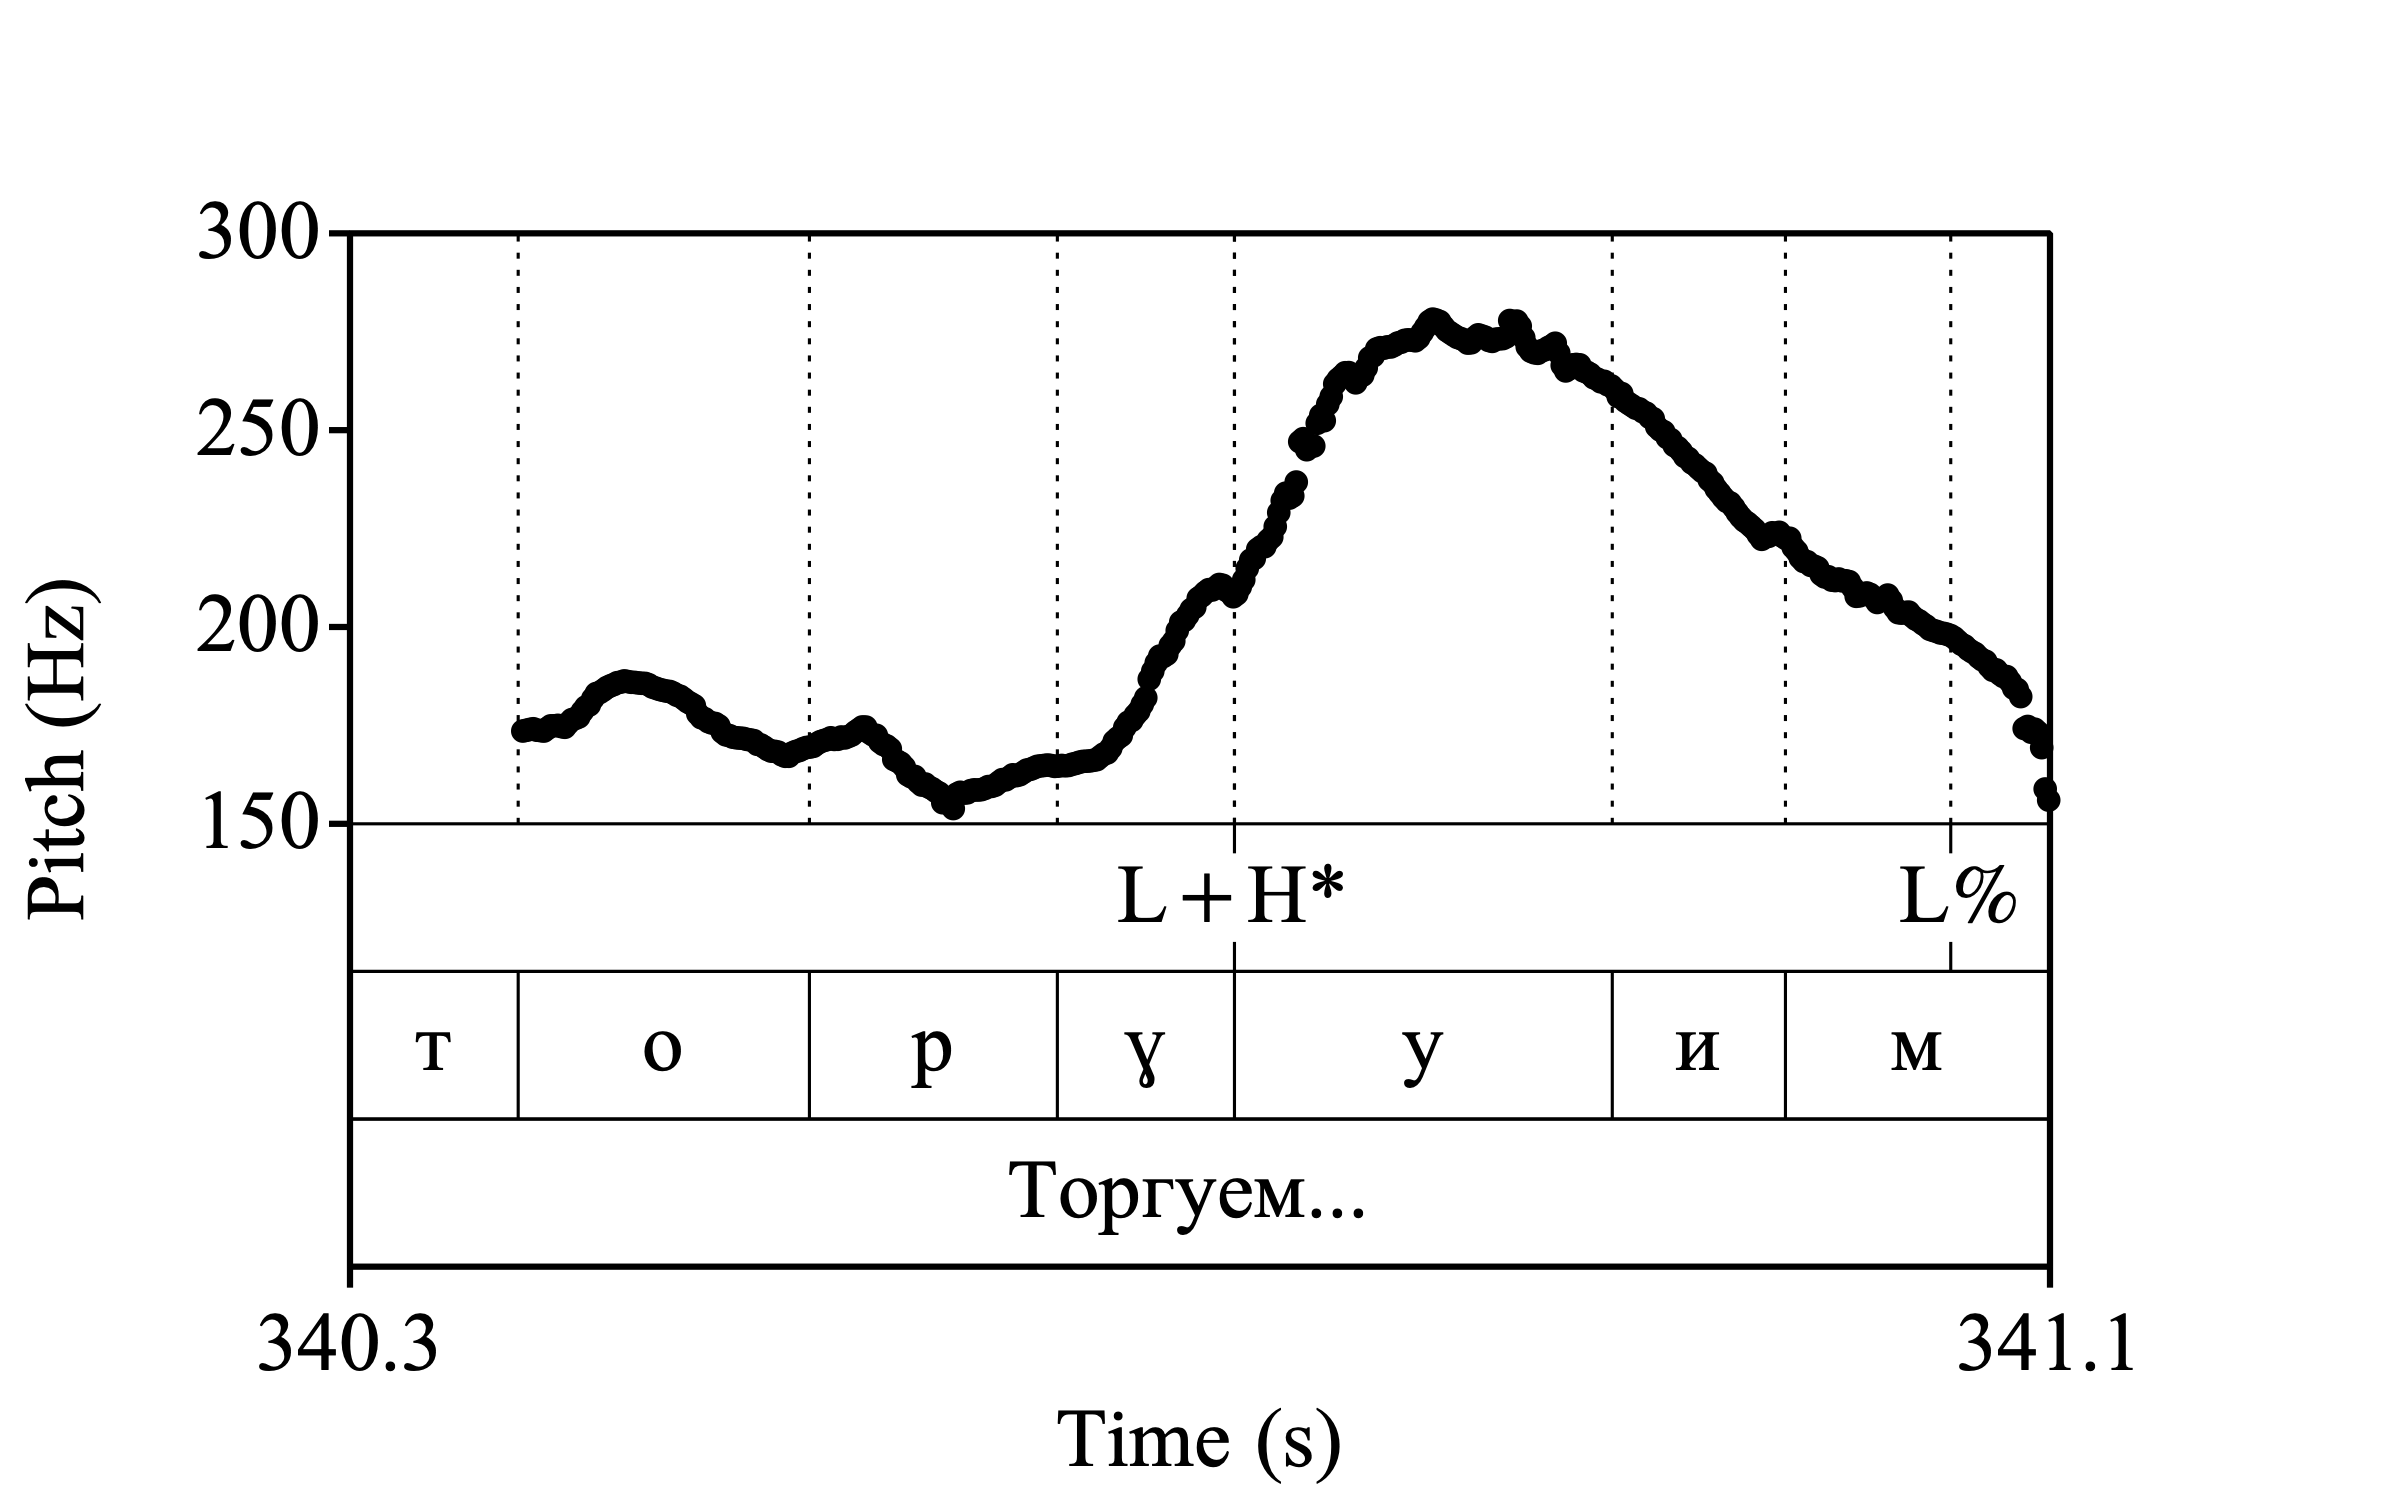 300
250
200
150
Pitch (Hz)
L+H* L%
т о р ɣ у и м
Торгуем...
340.3 341.1
Time (s)